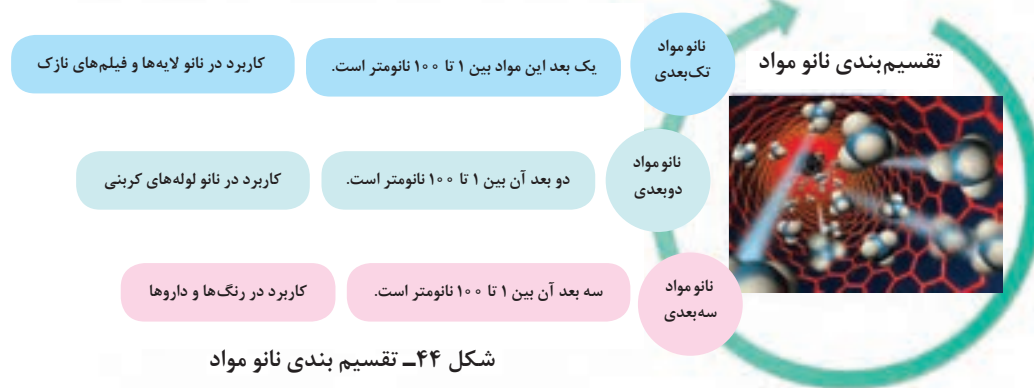 تقسیم‌بندی نانو مواد
نانو مواد
تک‌بعدی
یک بعد این مواد بین ۱ تا ۱۰۰ نانومتر است.
کاربرد در نانو لایه‌ها و فیلم‌های نازک
نانو مواد
دوبعدی
دو بعد آن بین ۱ تا ۱۰۰ نانومتر است.
کاربرد در نانو لوله‌های کربنی
نانو مواد
سه‌بعدی
سه بعد آن بین ۱ تا ۱۰۰ نانومتر است.
کاربرد در رنگ‌ها و داروها
شکل ۴۴ــ تقسیم بندی نانو مواد